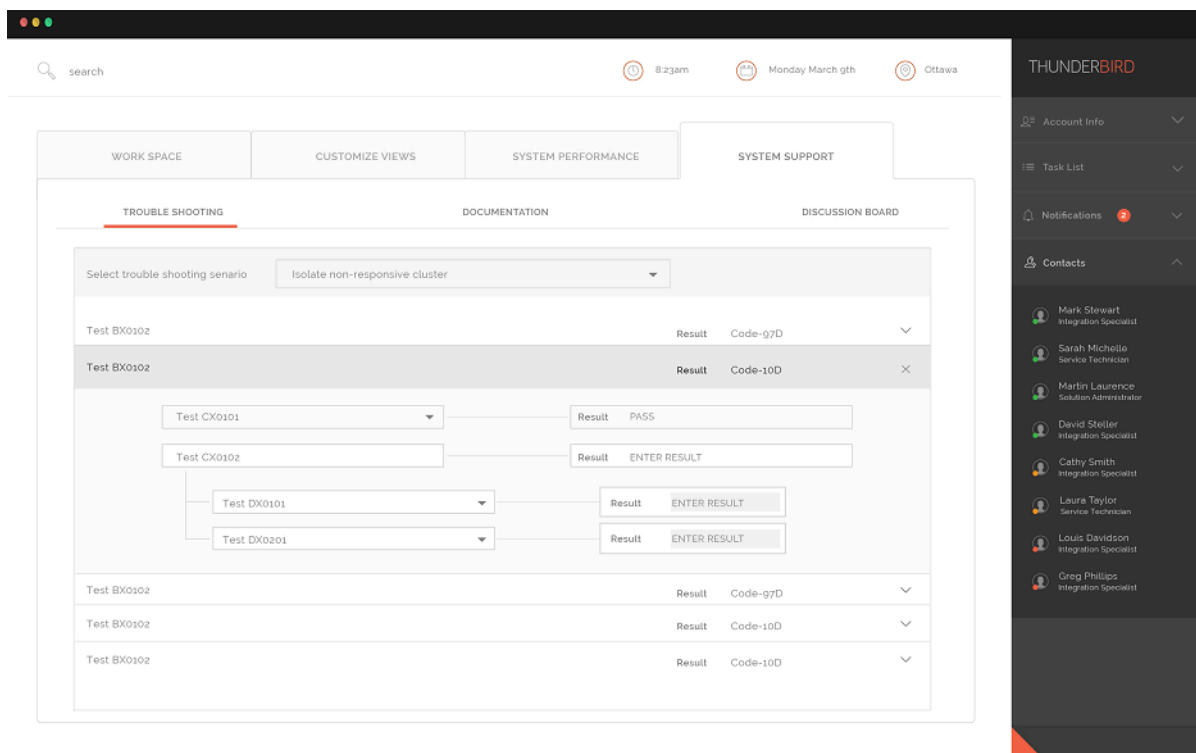 search
8:23am
Monday March 9th
Ottawa
THUNDERBIRD
WORK SPACE
CUSTOMIZE VIEWS
SYSTEM PERFORMANCE
SYSTEM SUPPORT
TROUBLE SHOOTING
DOCUMENTATION
DISCUSSION BOARD
Select trouble shooting senario
Isolate non-responsive cluster
Test BX0102
Result Code-97D
Test BX0102
Result Code-10D
Test CX0101
Result PASS
Test CX0102
Result ENTER RESULT
Test DX0101
Result ENTER RESULT
Test DX0201
Result ENTER RESULT
Test BX0102
Result Code-97D
Test BX0102
Result Code-10D
Test BX0102
Result Code-10D
Account Info
Task List
Notifications 2
Contacts
Mark Stewart
Integration Specialist
Sarah Michelle
Service Technician
Martin Laurence
Solution Administrator
David Steller
Integration Specialist
Cathy Smith
Integration Specialist
Laura Taylor
Service Technician
Louis Davidson
Integration Specialist
Greg Phillips
Integration Specialist